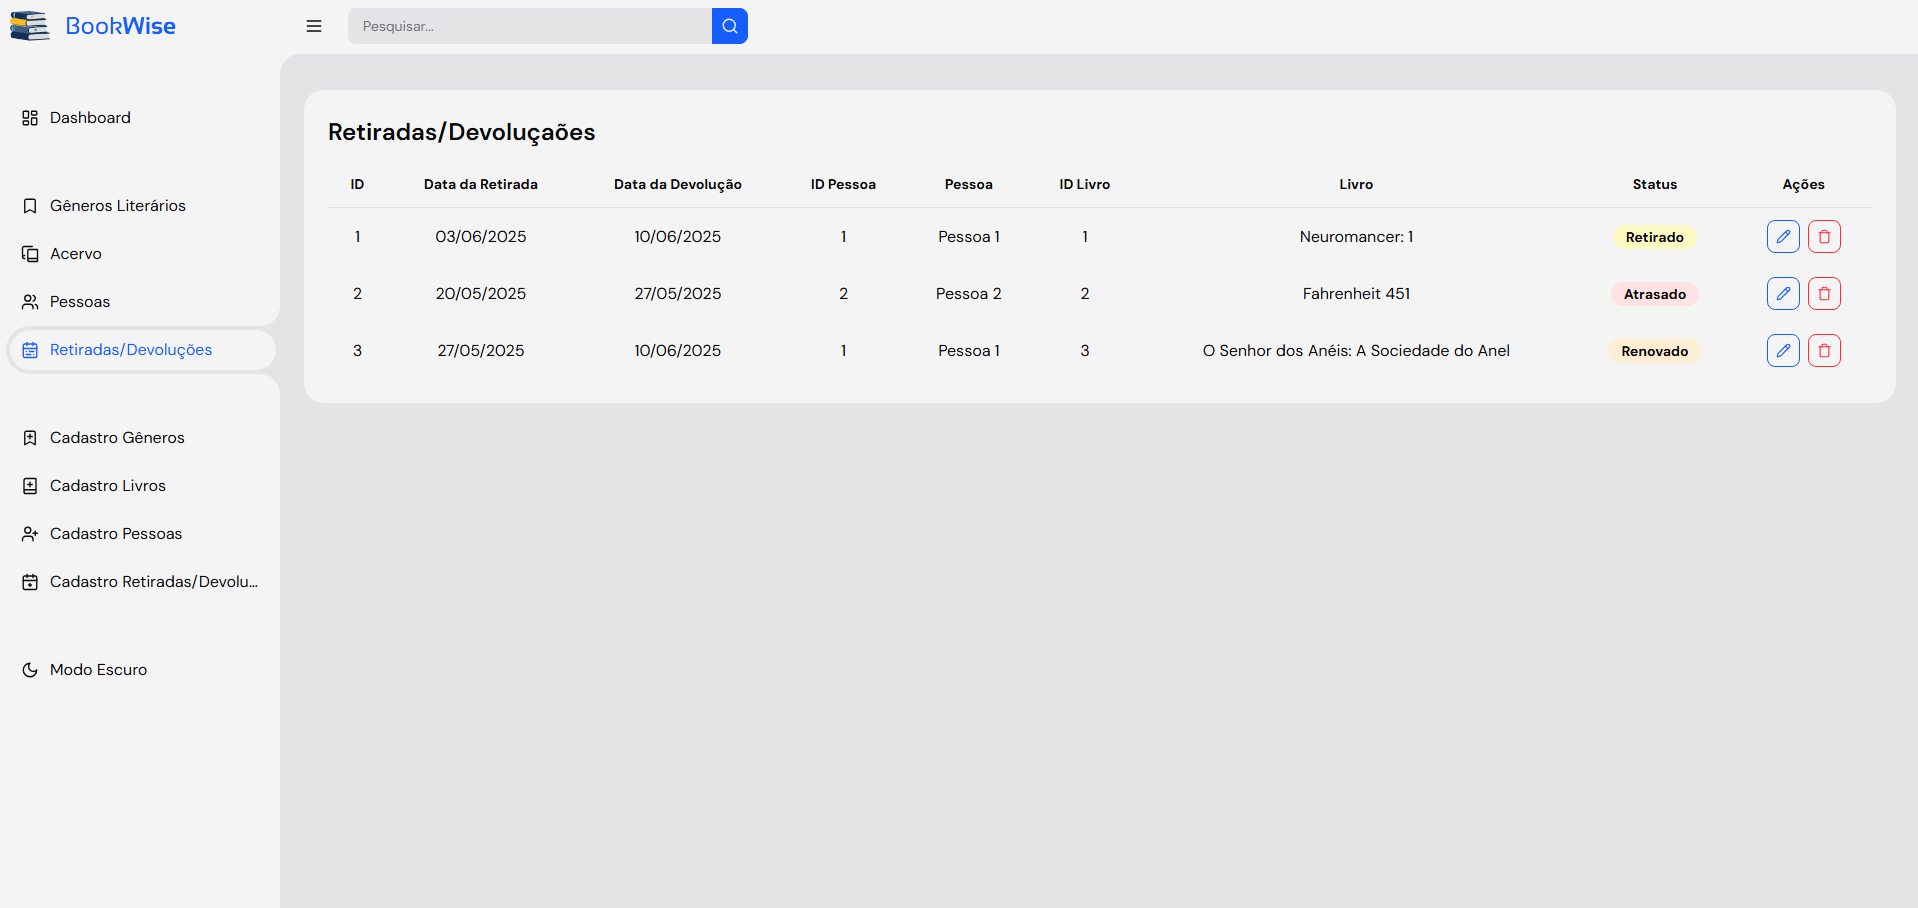 BookWise
Pesquisar...
Dashboard
Gêneros Literários
Acervo
Pessoas
Retiradas/Devoluções
Cadastro Gêneros
Cadastro Livros
Cadastro Pessoas
Cadastro Retiradas/Devolu...
Modo Escuro
Retiradas/Devoluçaões
ID Data da Retirada Data da Devolução ID Pessoa Pessoa ID Livro Livro Status Ações
1 03/06/2025 10/06/2025 1 Pessoa 1 1 Neuromancer: 1 Retirado
2 20/05/2025 27/05/2025 2 Pessoa 2 2 Fahrenheit 451 Atrasado
3 27/05/2025 10/06/2025 1 Pessoa 1 3 O Senhor dos Anéis: A Sociedade do Anel Renovado